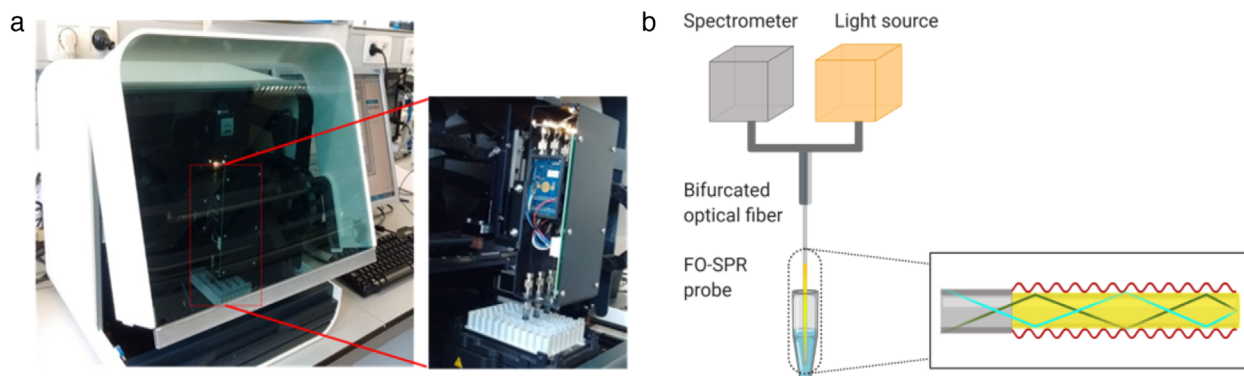 a
b
Spectrometer
Light source
Bifurcated
optical fiber
FO-SPR
probe